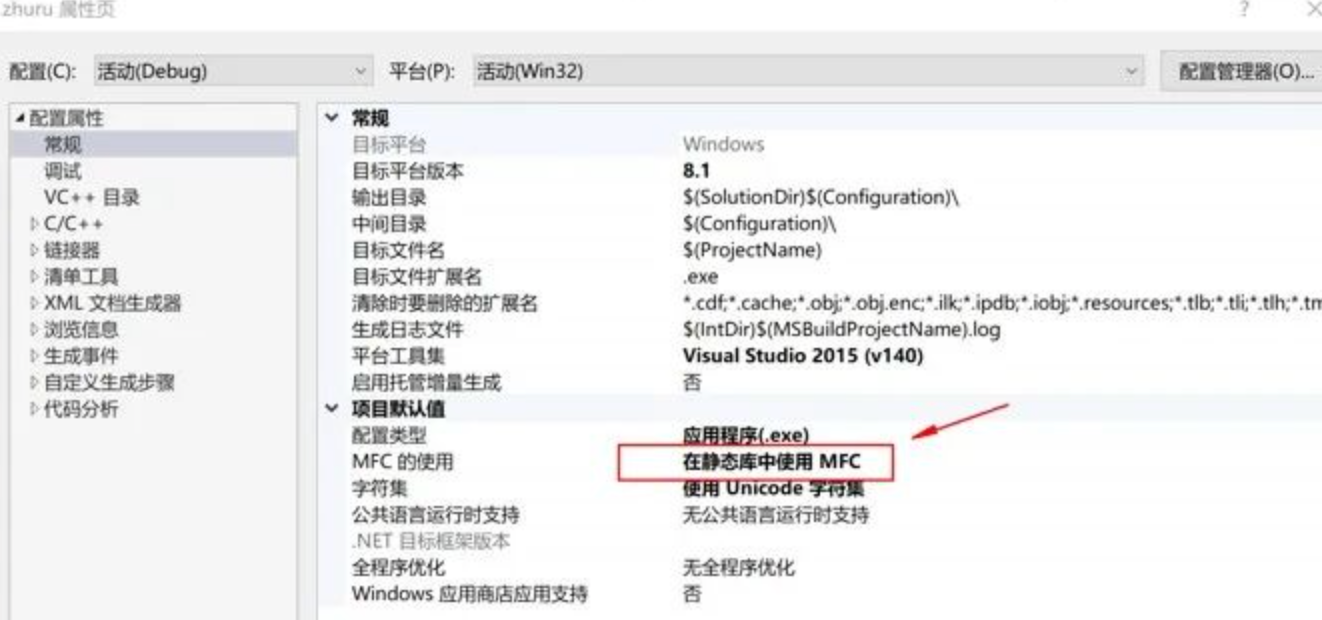 zhuru 属性页
?
配置(C): 活动(Debug) 平台(P): 活动(Win32) 配置管理器(O)...
配置属性
常规
调试
VC++ 目录
C/C++
链接器
清单工具
XML 文档生成器
浏览信息
生成事件
自定义生成步骤
代码分析
常规
目标平台 Windows
目标平台版本 8.1
输出目录 $(SolutionDir)$(Configuration)\
中间目录 $(Configuration)\
目标文件名 $(ProjectName)
目标文件扩展名 .exe
清除时要删除的扩展名 *.cdf;*.cache;*.obj;*.obj.enc;*.ilk;*.ipdb;*.iobj;*.resources;*.tlb;*.tli;*.tlh;*.tm
生成日志文件 $(IntDir)$(MSBuildProjectName).log
平台工具集 Visual Studio 2015 (v140)
启用托管增量生成 否
项目默认值
配置类型 应用程序(.exe)
MFC 的使用 在静态库中使用 MFC
字符集 使用 Unicode 字符集
公共语言运行时支持 无公共语言运行时支持
.NET 目标框架版本
全程序优化 无全程序优化
Windows 应用商店应用支持 否